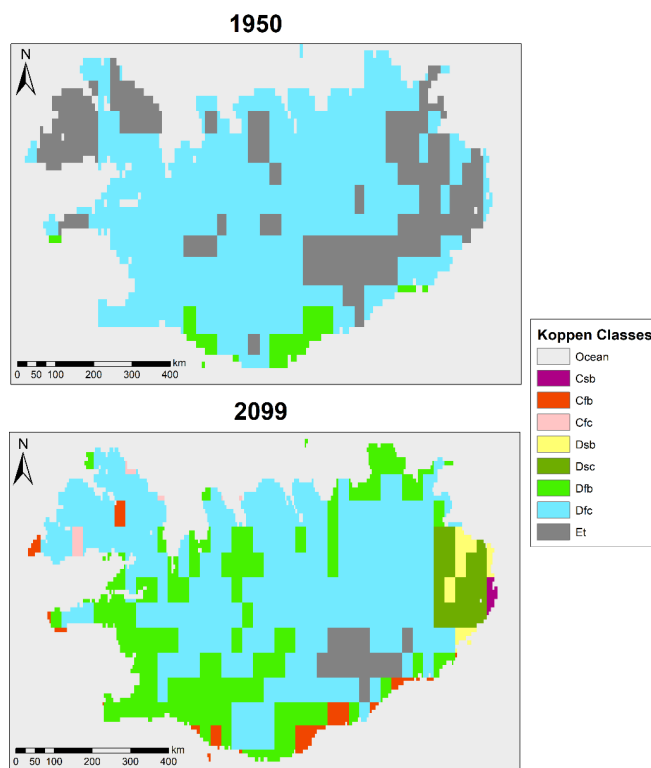 1950
N
km
0 50 100 200 300 400
2099
N
km
0 50 100 200 300 400
Koppen Classes
Ocean
Csb
Cfb
Cfc
Dsb
Dsc
Dfb
Dfc
Et